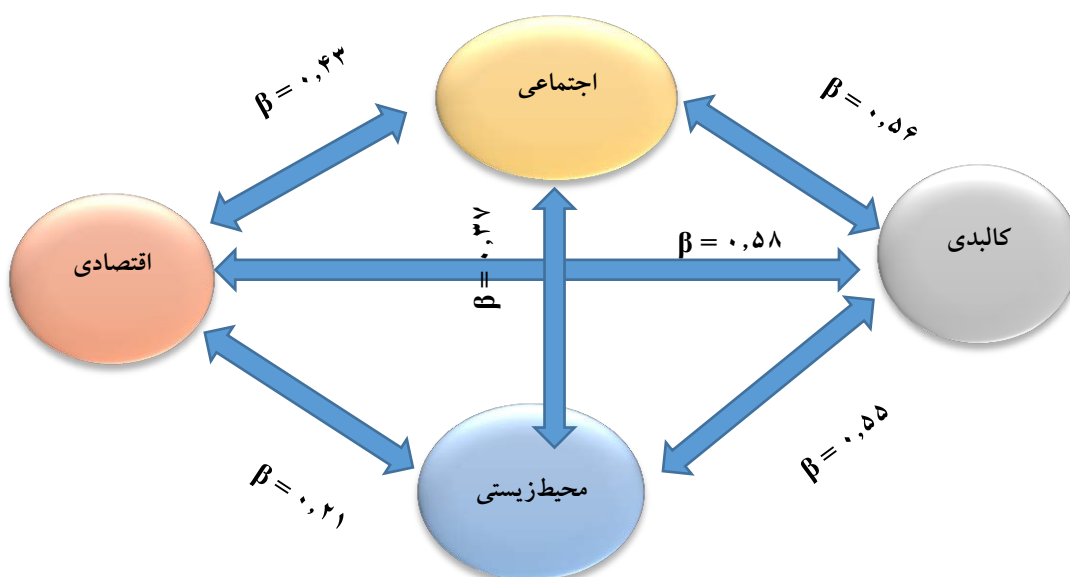 اجتماعی
β = ۰,۴۳
β = ۰,۵۶
کالبدی
اقتصادی
β = ۰,۳۷
β = ۰,۵۸
β = ۰,۲۱
β = ۰,۵۵
محیط‌زیستی